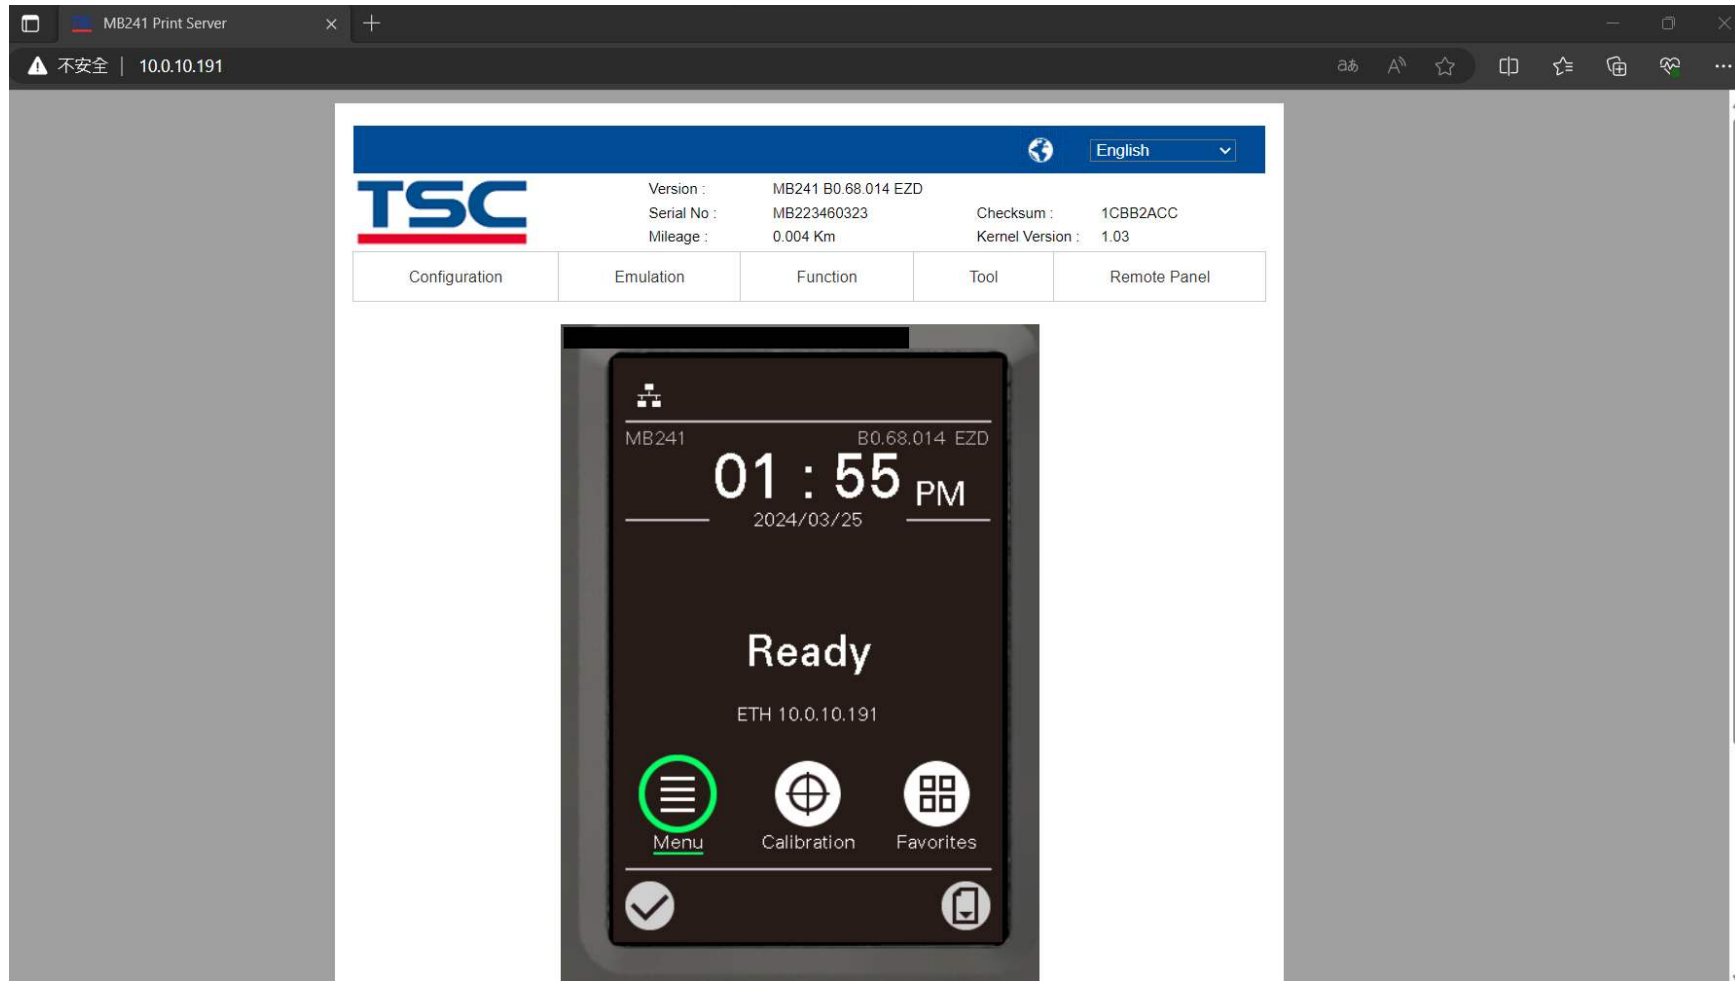 MB241 Print Server
不安全 | 10.0.10.191
aあ A
English
TSC
Version : MB241 B0.68.014 EZD
Serial No : MB223460323 Checksum : 1CBB2ACC
Mileage : 0.004 Km Kernel Version : 1.03
Configuration Emulation Function Tool Remote Panel
MB241 B0.68.014 EZD
01 : 55 PM
2024/03/25
Ready
ETH 10.0.10.191
Menu Calibration Favorites